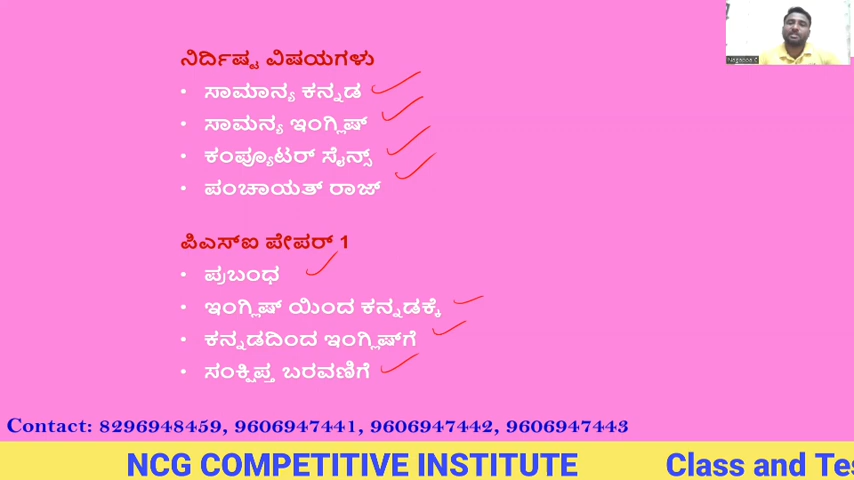 ನಿರ್ದಿಷ್ಟ ವಿಷಯಗಳು
• ಸಾಮಾನ್ಯ ಕನ್ನಡ
• ಸಾಮನ್ಯ ಇಂಗ್ಲಿಷ್
• ಕಂಪ್ಯೂಟರ್ ಸೈನ್ಸ್
• ಪಂಚಾಯತ್ ರಾಜ್
ಪಿಎಸ್ಐ ಪೇಪರ್ 1
• ಪ್ರಬಂಧ
• ಇಂಗ್ಲಿಷ್ ಯಿಂದ ಕನ್ನಡಕ್ಕೆ
• ಕನ್ನಡದಿಂದ ಇಂಗ್ಲಿಷ್‌ಗೆ
• ಸಂಕ್ಷಿಪ್ತ ಬರವಣಿಗೆ
Contact: 8296948459, 9606947441, 9606947442, 9606947443
NCG COMPETITIVE INSTITUTE Class and Tes